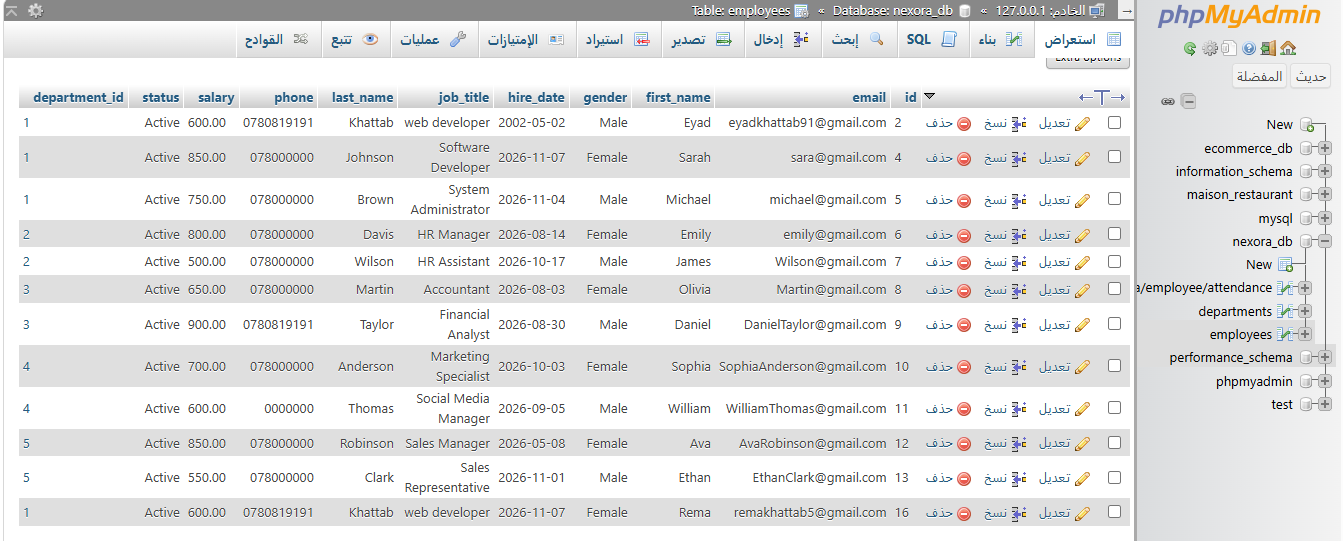 الخادم: 127.0.0.1 » Database: nexora_db » Table: employees
استعراض بناء SQL إبحث إدخال تصدير استيراد الإمتيازات عمليات تتبع القوادح
Extra options
department_id status salary phone last_name job_title hire_date gender first_name email id
1 Active 600.00 0780819191 Khattab web developer 2002-05-02 Male Eyad eyadkhattab91@gmail.com 2 حذف نسخ تعديل
1 Active 850.00 078000000 Johnson Software Developer 2026-11-07 Female Sarah sara@gmail.com 4 حذف نسخ تعديل
1 Active 750.00 078000000 Brown System Administrator 2026-11-04 Male Michael michael@gmail.com 5 حذف نسخ تعديل
2 Active 800.00 078000000 Davis HR Manager 2026-08-14 Female Emily emily@gmail.com 6 حذف نسخ تعديل
2 Active 500.00 078000000 Wilson HR Assistant 2026-10-17 Male James Wilson@gmail.com 7 حذف نسخ تعديل
3 Active 650.00 078000000 Martin Accountant 2026-08-03 Female Olivia Martin@gmail.com 8 حذف نسخ تعديل
3 Active 900.00 0780819191 Taylor Financial Analyst 2026-08-30 Male Daniel DanielTaylor@gmail.com 9 حذف نسخ تعديل
4 Active 700.00 078000000 Anderson Marketing Specialist 2026-10-03 Female Sophia SophiaAnderson@gmail.com 10 حذف نسخ تعديل
4 Active 600.00 0000000 Thomas Social Media Manager 2026-09-05 Male William WilliamThomas@gmail.com 11 حذف نسخ تعديل
5 Active 850.00 078000000 Robinson Sales Manager 2026-05-08 Female Ava AvaRobinson@gmail.com 12 حذف نسخ تعديل
5 Active 550.00 078000000 Clark Sales Representative 2026-11-01 Male Ethan EthanClark@gmail.com 13 حذف نسخ تعديل
1 Active 600.00 0780819191 Khattab web developer 2026-11-07 Female Rema remakhattab5@gmail.com 16 حذف نسخ تعديل
phpMyAdmin
حديث المفضلة
New
ecommerce_db
information_schema
maison_restaurant
mysql
nexora_db
New
a/employee/attendance
departments
employees
performance_schema
phpmyadmin
test